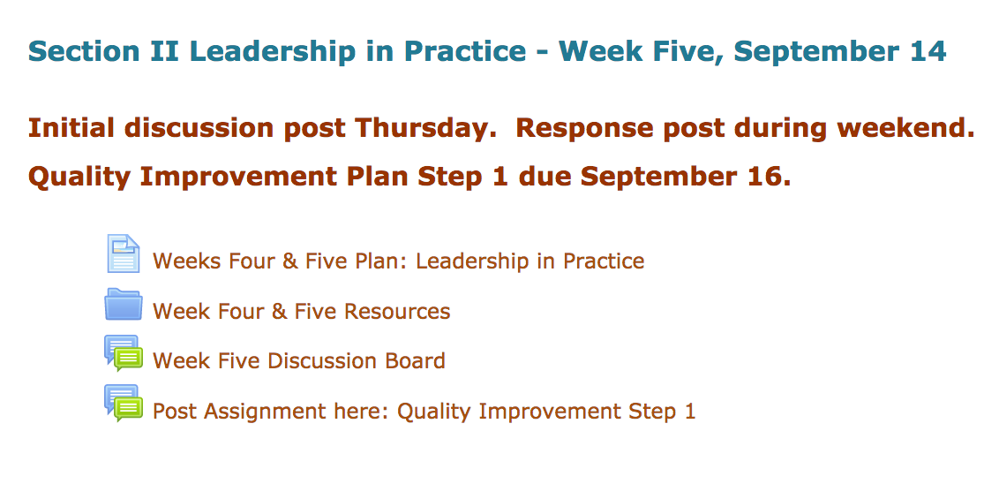 Section II Leadership in Practice - Week Five, September 14
Initial discussion post Thursday.  Response post during weekend.
Quality Improvement Plan Step 1 due September 16.
Weeks Four & Five Plan: Leadership in Practice
Week Four & Five Resources
Week Five Discussion Board
Post Assignment here: Quality Improvement Step 1